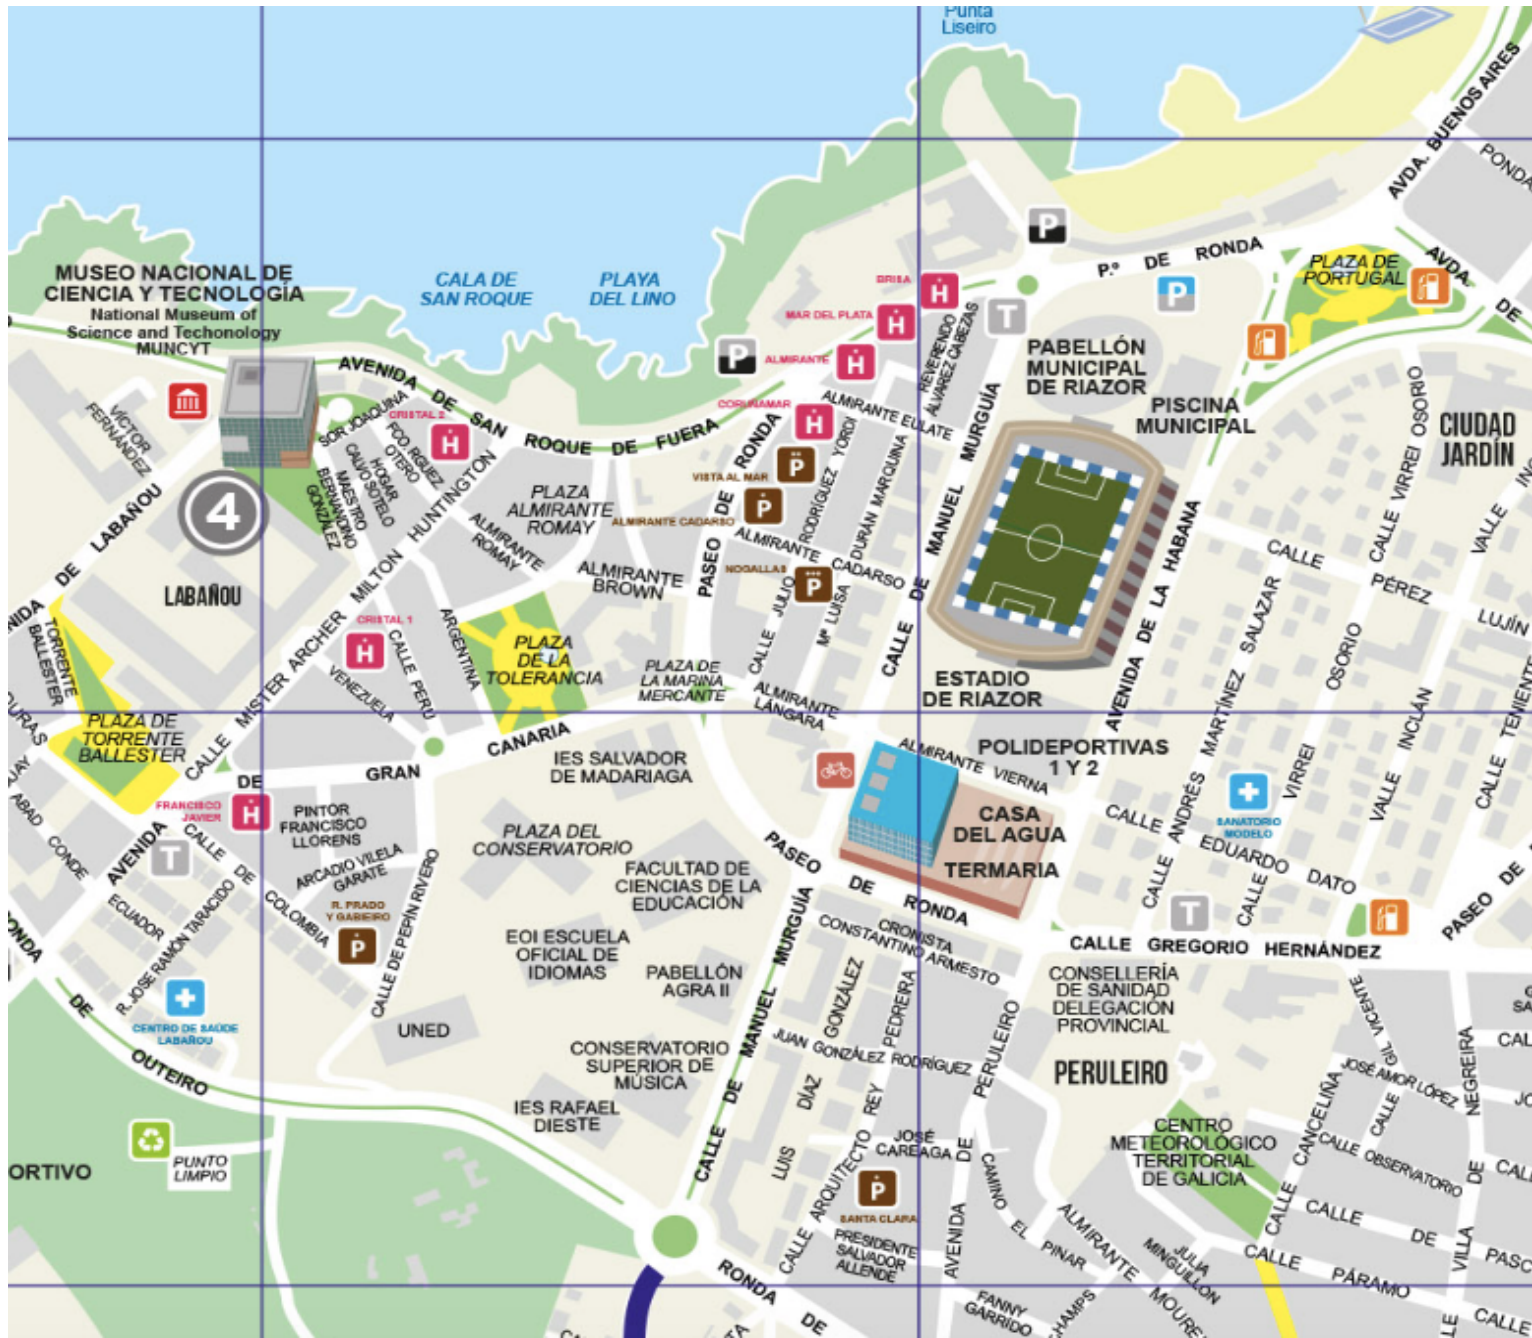 Punta
Liseiro
AVDA. BUENOS AIRES
PONDA
MUSEO NACIONAL DE
CIENCIA Y TECNOLOGÍA
National Museum of
Science and Techonology
MUNCYT
CALA DE
SAN ROQUE
PLAYA
DEL LINO
BRISA
H
MAR DEL PLATA
H
ALMIRANTE
H
CORUNAMAR
H
P
P
P
P.º DE RONDA
PLAZA DE
PORTUGAL
AVDA. DE
T
REVERENDO
ÁLVAREZ CABEZAS
PABELLÓN
MUNICIPAL
DE RIAZOR
PISCINA
MUNICIPAL
CIUDAD
JARDÍN
AVENIDA DE SAN ROQUE DE FUERA
VÍCTOR
FERNÁNDEZ
SOR JOAQUINA
CRISTAL 2
H
FCO. RGUEZ.
OTERO
HOGAR
CALVO SOTELO
MAESTRO
BERNARDINO
GONZÁLEZ
4
LABAÑOU
AVENIDA DE LABAÑOU
CALLE MISTER ARCHER MILTON HUNTINGTON
PLAZA
ALMIRANTE
ROMAY
ALMIRANTE
ROMAY
ALMIRANTE
BROWN
PASEO DE RONDA
VISTA AL MAR
P
ALMIRANTE CADARSO
P
NOGALLAS
P
ALMIRANTE EULATE
ALMIRANTE CADARSO
CALLE JULIO RODRÍGUEZ YORDI
Mª LUISA DURÁN MARQUINA
CALLE DE MANUEL MURGUÍA
ESTADIO
DE RIAZOR
AVENIDA DE LA HABANA
CALLE PÉREZ LUJÍN
CALLE VIRREI OSORIO
VALLE INCLÁN
CALLE TENIENTE
TORRENTE
BALLESTER
PLAZA DE
TORRENTE
BALLESTER
CRISTAL 1
H
CALLE PERÚ
VENEZUELA
ARGENTINA
PLAZA
DE LA
TOLERANCIA
PLAZA DE
LA MARINA
MERCANTE
ALMIRANTE
LÁNGARA
GRAN CANARIA
AVENIDA DE
FRANCISCO
JAVIER
H
T
PINTOR
FRANCISCO
LLORENS
ARCADIO VILELA
GARATE
R. PRADO
Y GABIEIRO
P
CALLE DE COLOMBIA
CALLE DE PEPÍN RIVERO
ABAD CONDE
ECUADOR
R. JOSE RAMÓN TARACIDO
CENTRO DE SAÚDE
LABAÑOU
IES SALVADOR
DE MADARIAGA
PLAZA DEL
CONSERVATORIO
FACULTAD DE
CIENCIAS DE LA
EDUCACIÓN
EOI ESCUELA
OFICIAL DE
IDIOMAS
PABELLÓN
AGRA II
UNED
CONSERVATORIO
SUPERIOR DE
MÚSICA
IES RAFAEL
DIESTE
ALMIRANTE VIERNA
POLIDEPORTIVAS
1 Y 2
CASA
DEL AGUA
TERMARIA
PASEO DE RONDA
CALLE ANDRÉS MARTÍNEZ SALAZAR
CALLE VIRREI OSORIO
VALLE INCLÁN
SANATORIO
MODELO
CALLE EDUARDO DATO
T
CALLE GREGORIO HERNÁNDEZ
PASEO DE
CRONISTA
CONSTANTINO ARMESTO
CALLE DE MANUEL MURGUÍA
LUIS DÍAZ GONZÁLEZ
JUAN GONZÁLEZ RODRÍGUEZ
CALLE ARQUITECTO REY PEDREIRA
AVENIDA DE PERULEIRO
CONSELLERÍA
DE SANIDAD
DELEGACIÓN
PROVINCIAL
PERULEIRO
CENTRO
METEOROLÓGICO
TERRITORIAL
DE GALICIA
CALLE GIL VICENTE
JOSÉ AMOR LÓPEZ
CALLE OBSERVATORIO
CALLE CANCELIÑA
VILLA DE NEGREIRA
CALLE DE PASC
CALLE PÁRAMO
CALLE
JOSÉ
CAREAGA
P
SANTA CLARA
PRESIDENTE
SALVADOR
ALLENDE
CAMINO EL PINAR
ALMIRANTE MOURE
JULIA
MINGUILLON
FANNY
GARRIDO
CHAMPS
RONDA DE OUTEIRO
PUNTO
LIMPIO
ORTIVO
RONDA DE